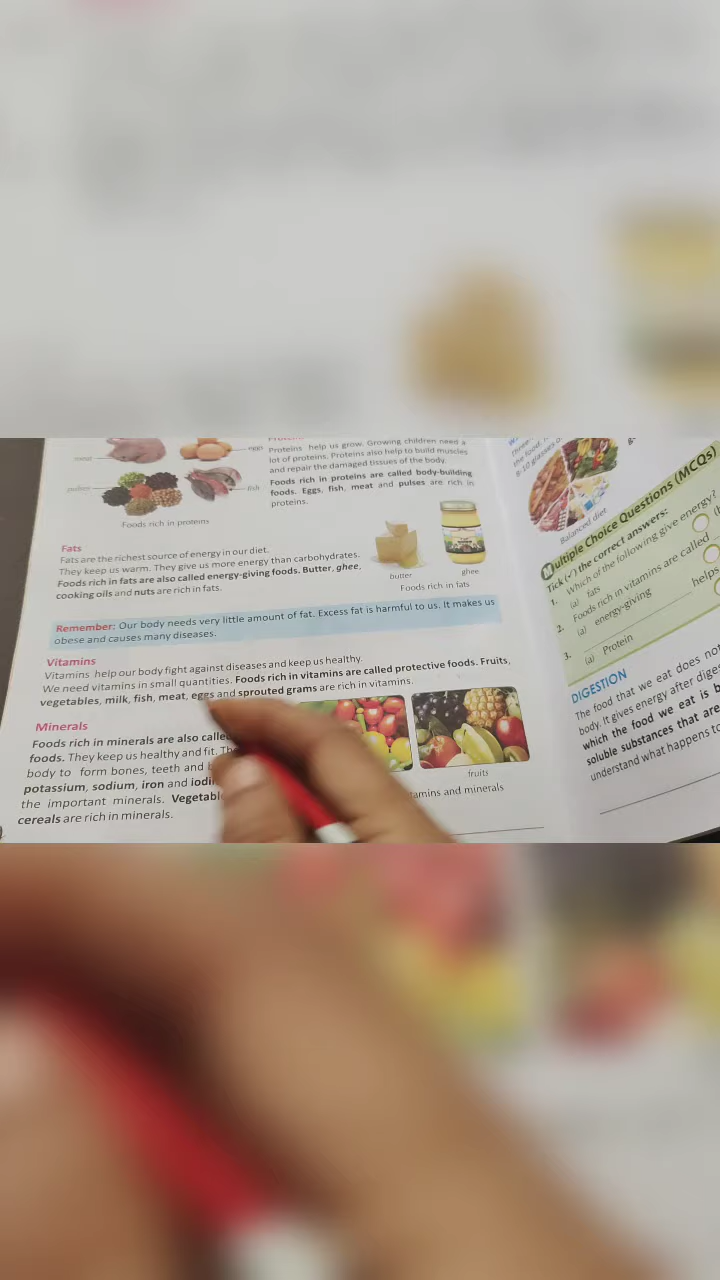 Proteins help us grow. Growing children need a
lot of proteins. Proteins also help to build muscles
and repair the damaged tissues of the body.
Foods rich in proteins are called body-building
foods. Eggs, fish, meat and pulses are rich in
proteins.
meat
eggs
pulses
fish
Foods rich in proteins
Fats
Fats are the richest source of energy in our diet.
They keep us warm. They give us more energy than carbohydrates.
Foods rich in fats are also called energy-giving foods. Butter, ghee,
cooking oils and nuts are rich in fats.
butter
ghee
Foods rich in fats
Remember: Our body needs very little amount of fat. Excess fat is harmful to us. It makes us
obese and causes many diseases.
Vitamins
Vitamins help our body fight against diseases and keep us healthy.
We need vitamins in small quantities. Foods rich in vitamins are called protective foods. Fruits,
vegetables, milk, fish, meat, eggs and sprouted grams are rich in vitamins.
Minerals
Foods rich in minerals are also called
foods. They keep us healthy and fit.
body to form bones, teeth and
potassium, sodium, iron and
the important minerals.
cereals are rich in minerals.
fruits
and minerals
the food,
8-10 glasses
Balanced diet
Multiple Choice Questions (MCQs)
Tick (✓) the correct answers:
1. Which of the following give energy?
(a) fats
2. Foods rich in vitamins are called
(a) energy-giving
3. helps
(a) Protein
DIGESTION
The food that we eat does not
body. It gives energy after
which the food we eat is
soluble substances that are
understand what happens to